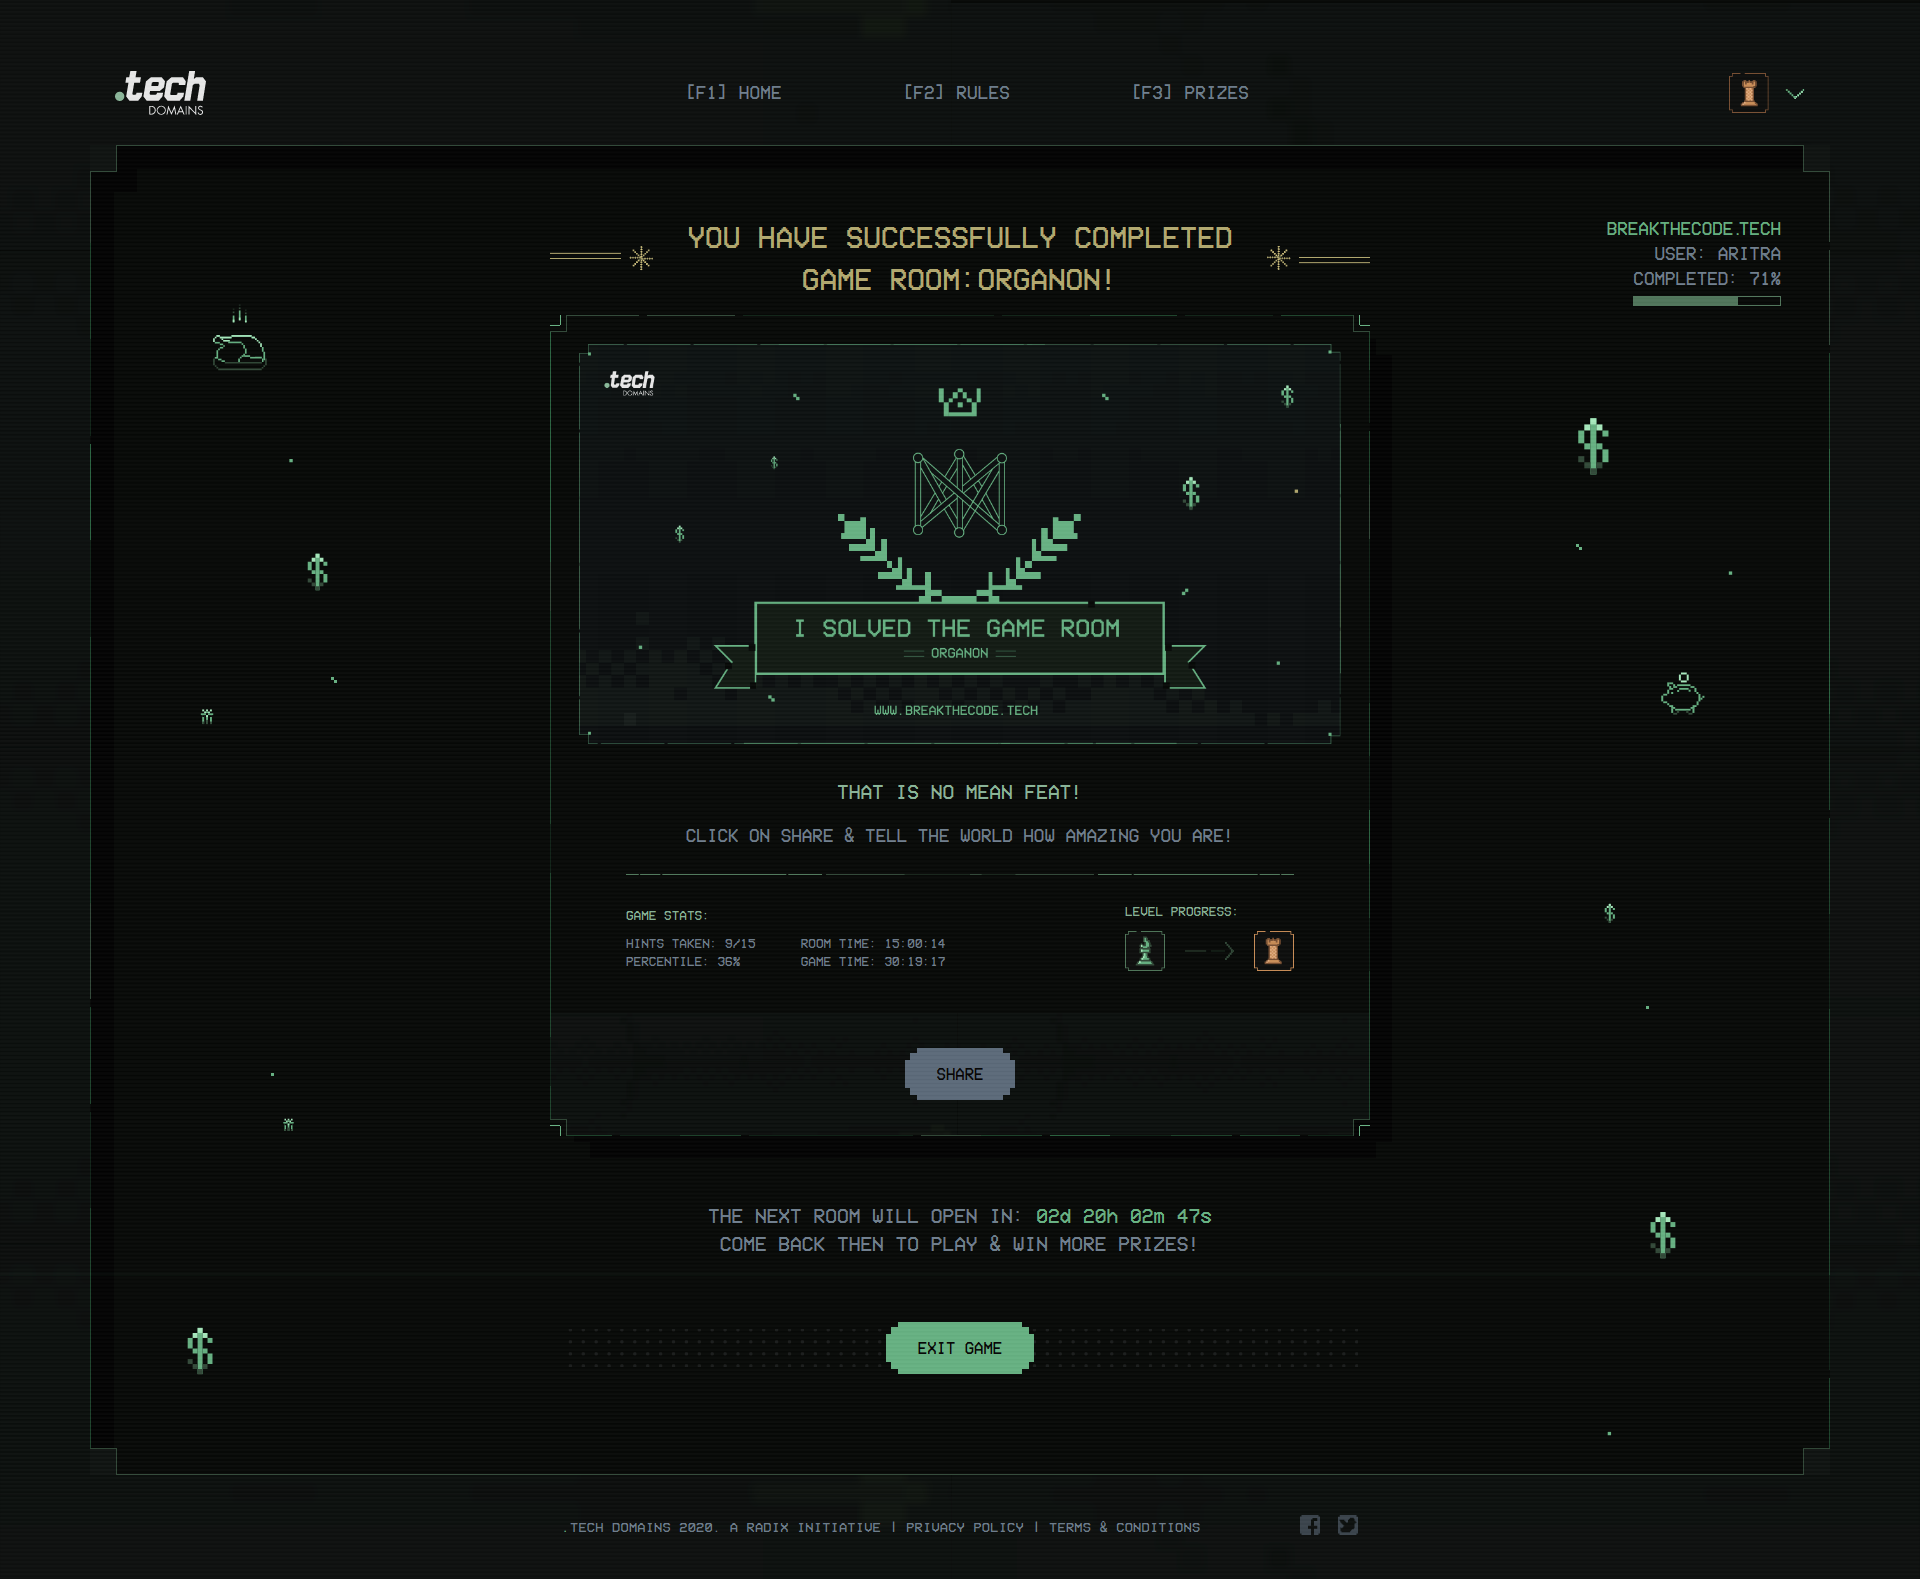 .tech
DOMAINS
[F1] HOME
[F2] RULES
[F3] PRIZES
YOU HAVE SUCCESSFULLY COMPLETED
GAME ROOM:ORGANON!
BREAKTHECODE.TECH
USER: ARITRA
COMPLETED: 71%
.tech
DOMAINS
I SOLVED THE GAME ROOM
ORGANON
WWW.BREAKTHECODE.TECH
THAT IS NO MEAN FEAT!
CLICK ON SHARE & TELL THE WORLD HOW AMAZING YOU ARE!
GAME STATS:
HINTS TAKEN: 9/15
PERCENTILE: 36%
ROOM TIME: 15:00:14
GAME TIME: 30:19:17
LEVEL PROGRESS:
SHARE
THE NEXT ROOM WILL OPEN IN: 02d 20h 02m 47s
COME BACK THEN TO PLAY & WIN MORE PRIZES!
EXIT GAME
.TECH DOMAINS 2020. A RADIX INITIATIVE | PRIVACY POLICY | TERMS & CONDITIONS